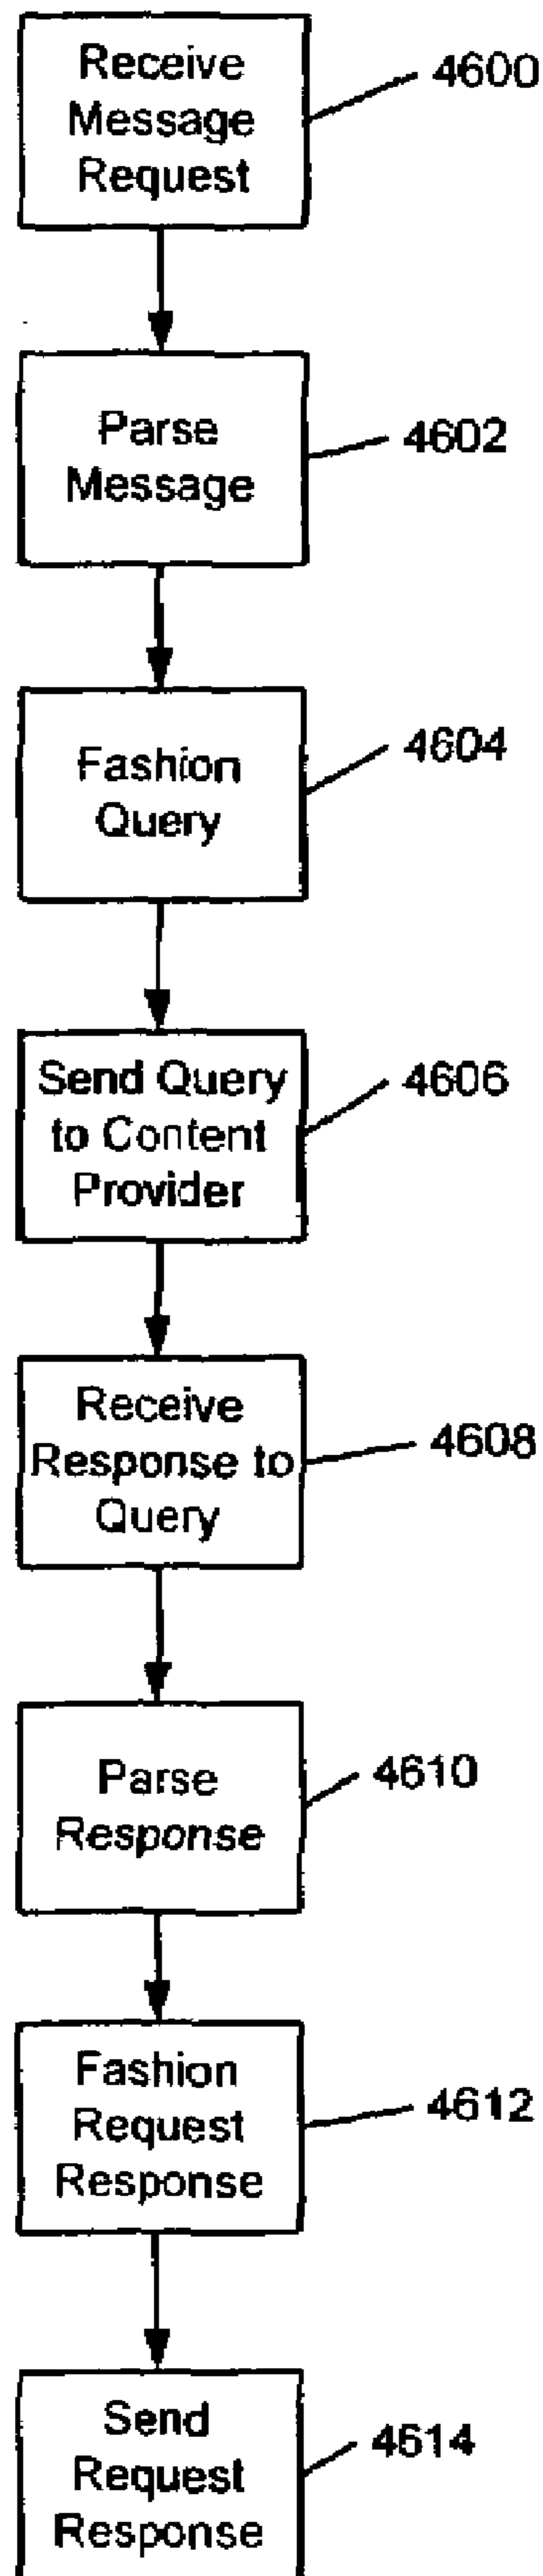 Receive
Message
Request
4600
Parse
Message
4602
Fashion
Query
4604
Send Query
to Content
Provider
4606
Receive
Response to
Query
4608
Parse
Response
4610
Fashion
Request
Response
4612
Send
Request
Response
4614